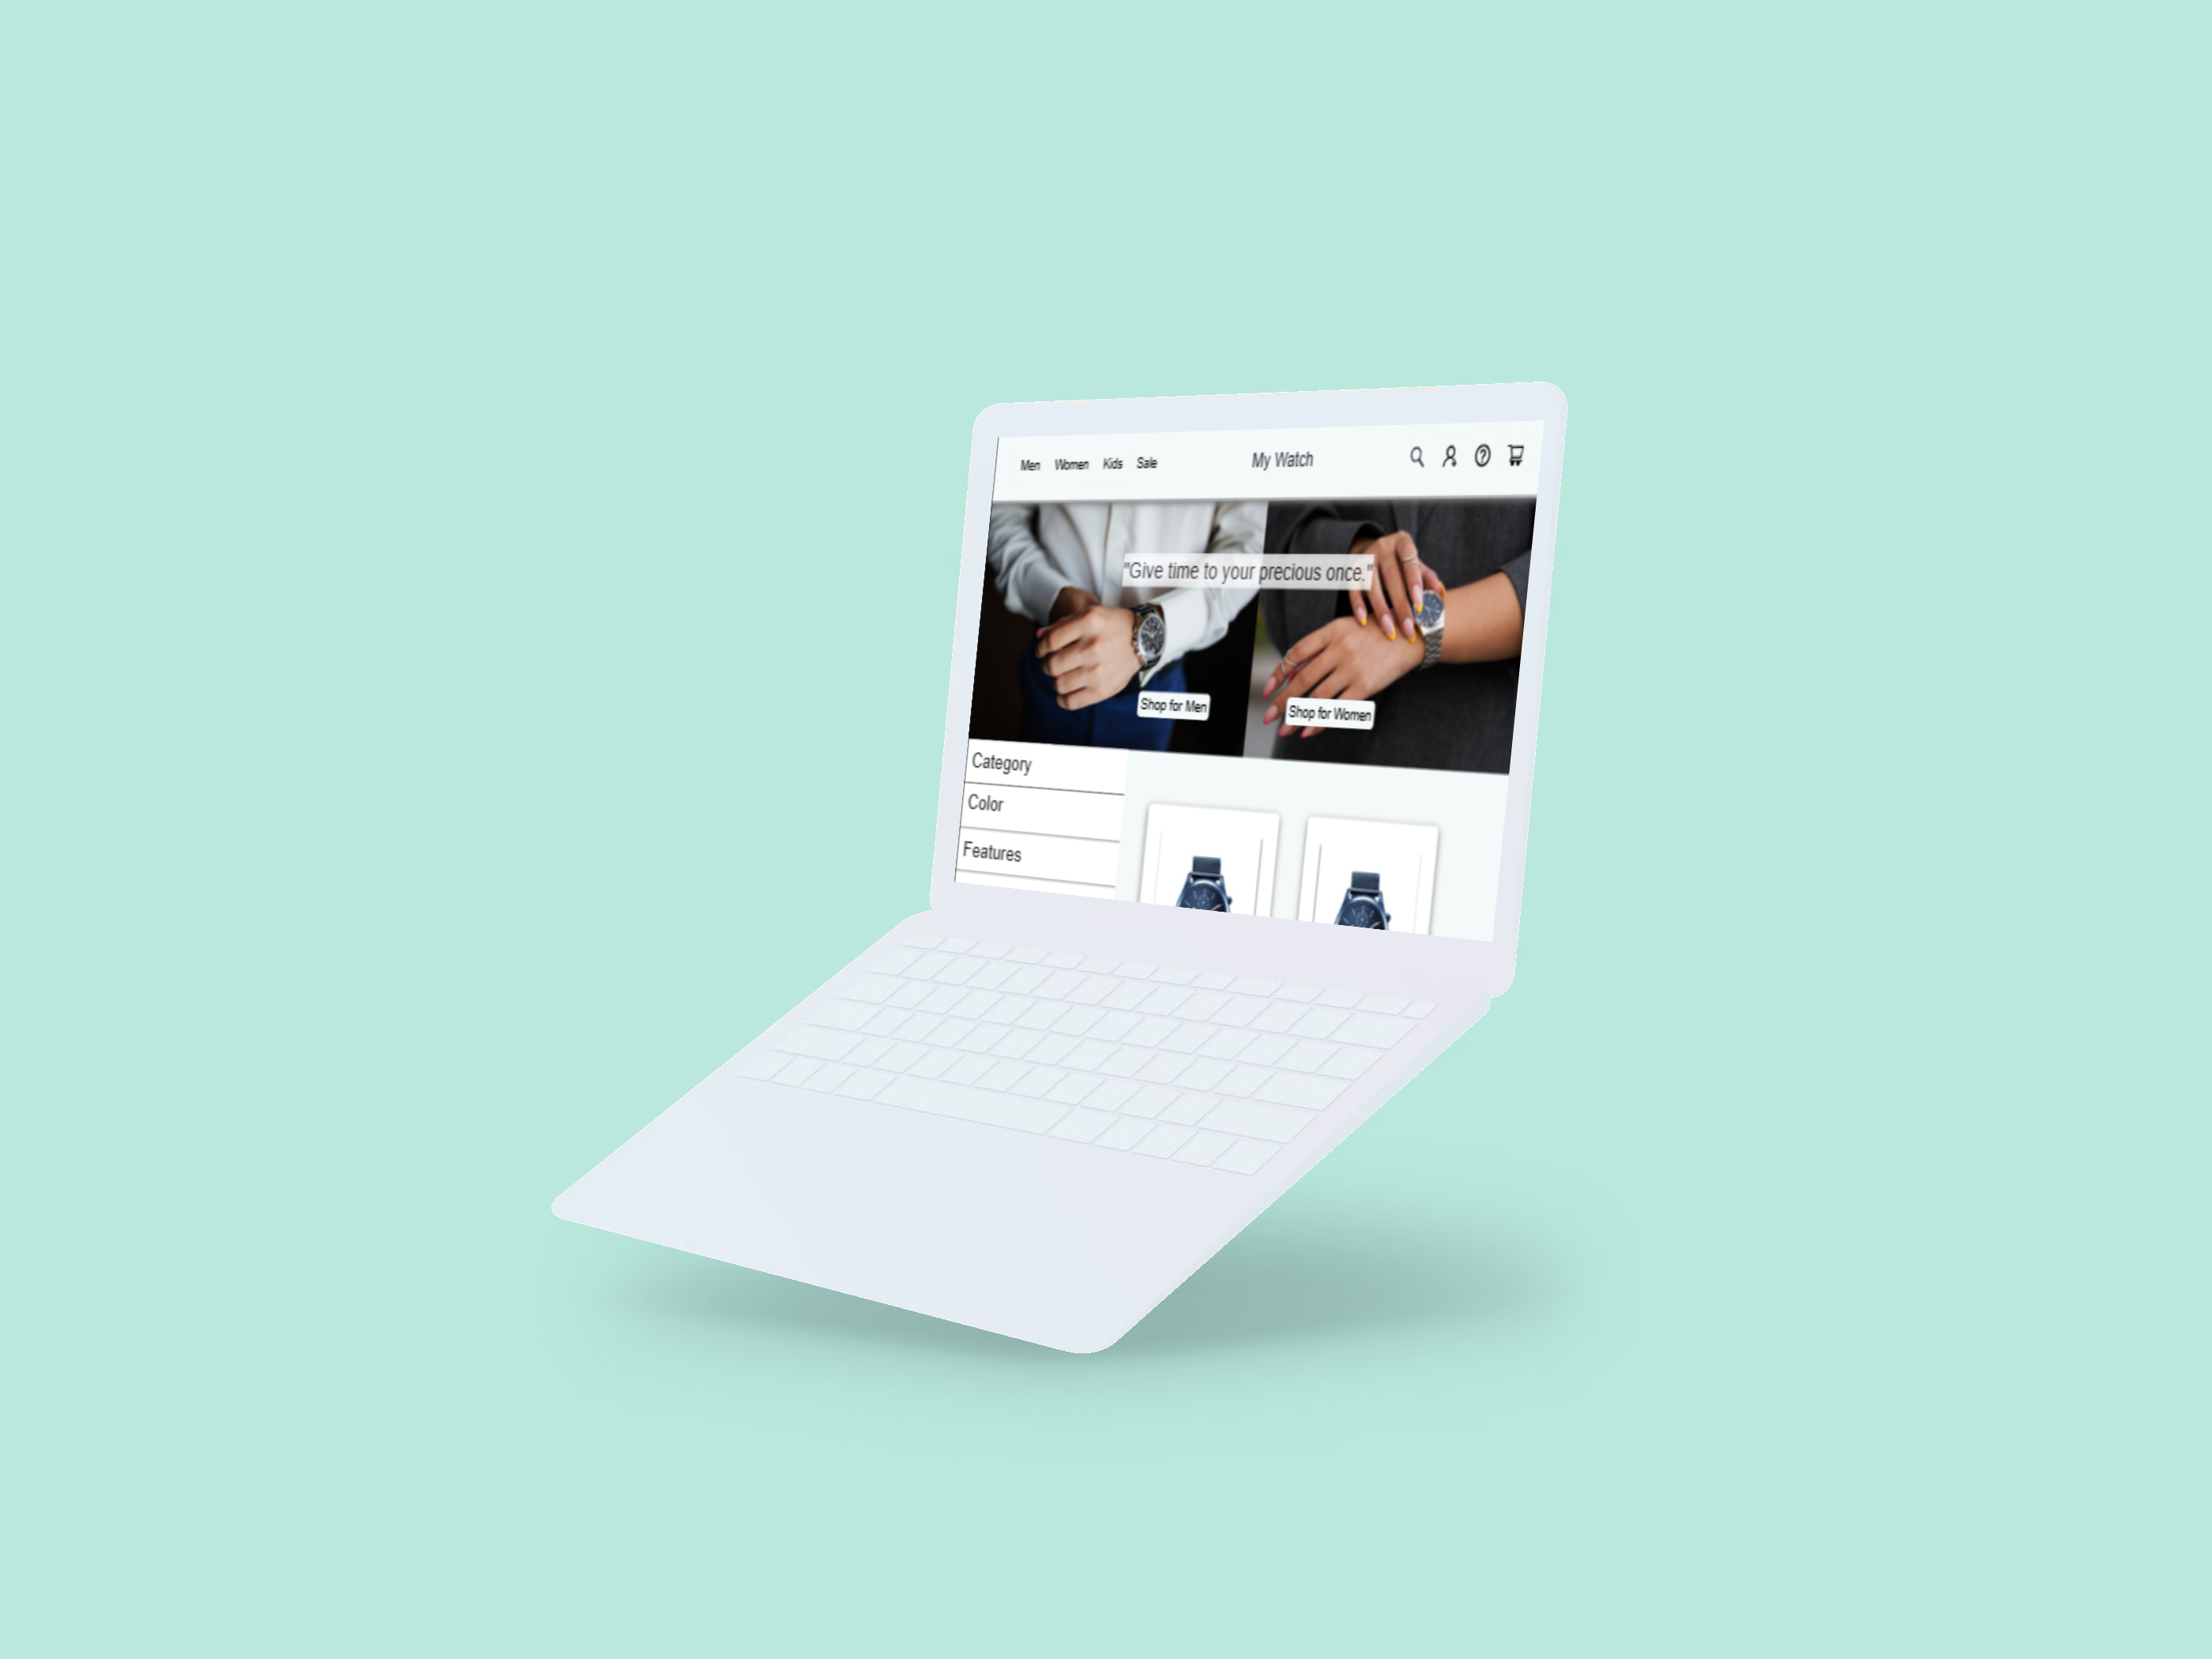 Men Women Kids Sale My Watch
"Give time to your precious once."
Shop for Men Shop for Women
Category
Color
Features